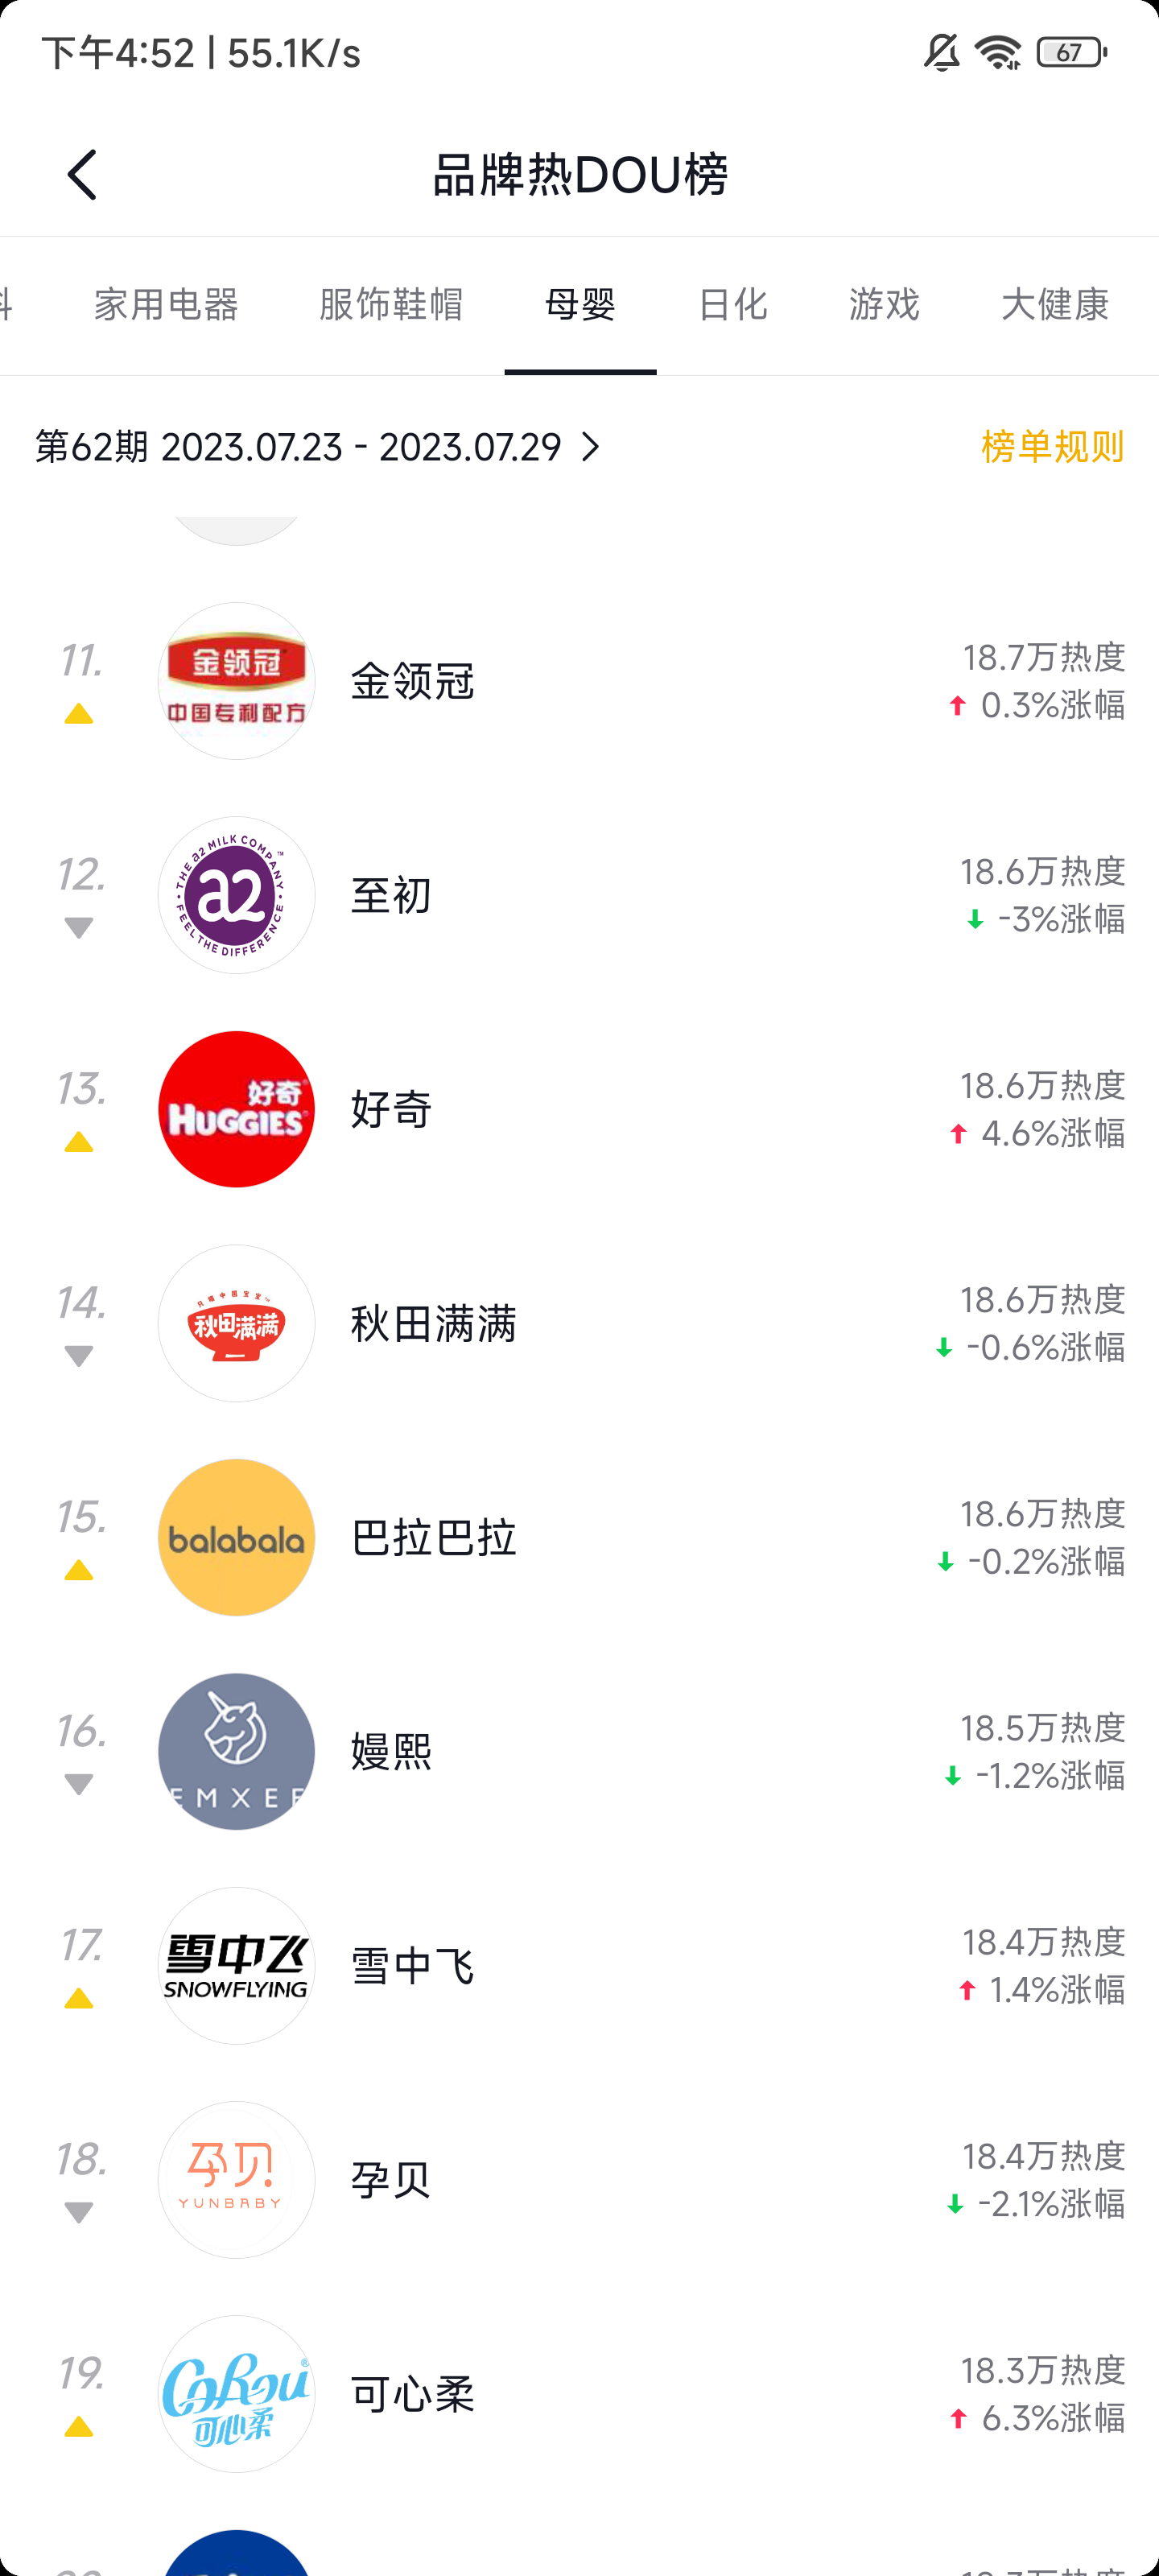 下午4:52 | 55.1K/s
67
品牌热DOU榜
家用电器 服饰鞋帽 母婴 日化 游戏 大健康
第62期 2023.07.23 - 2023.07.29
榜单规则
11.
金领冠
中国专利配方
金领冠
18.7万热度
0.3%涨幅
12.
THE a2 MILK COMPANY™
a2
FEEL THE DIFFERENCE
至初
18.6万热度
-3%涨幅
13.
好奇
HUGGIES
好奇
18.6万热度
4.6%涨幅
14.
秋田满满
秋田满满
18.6万热度
-0.6%涨幅
15.
balabala
巴拉巴拉
18.6万热度
-0.2%涨幅
16.
EMXEE
嫚熙
18.5万热度
-1.2%涨幅
17.
雪中飞
SNOWFLYING
雪中飞
18.4万热度
1.4%涨幅
18.
孕贝
YUNBABY
孕贝
18.4万热度
-2.1%涨幅
19.
CoRou®
可心柔
可心柔
18.3万热度
6.3%涨幅